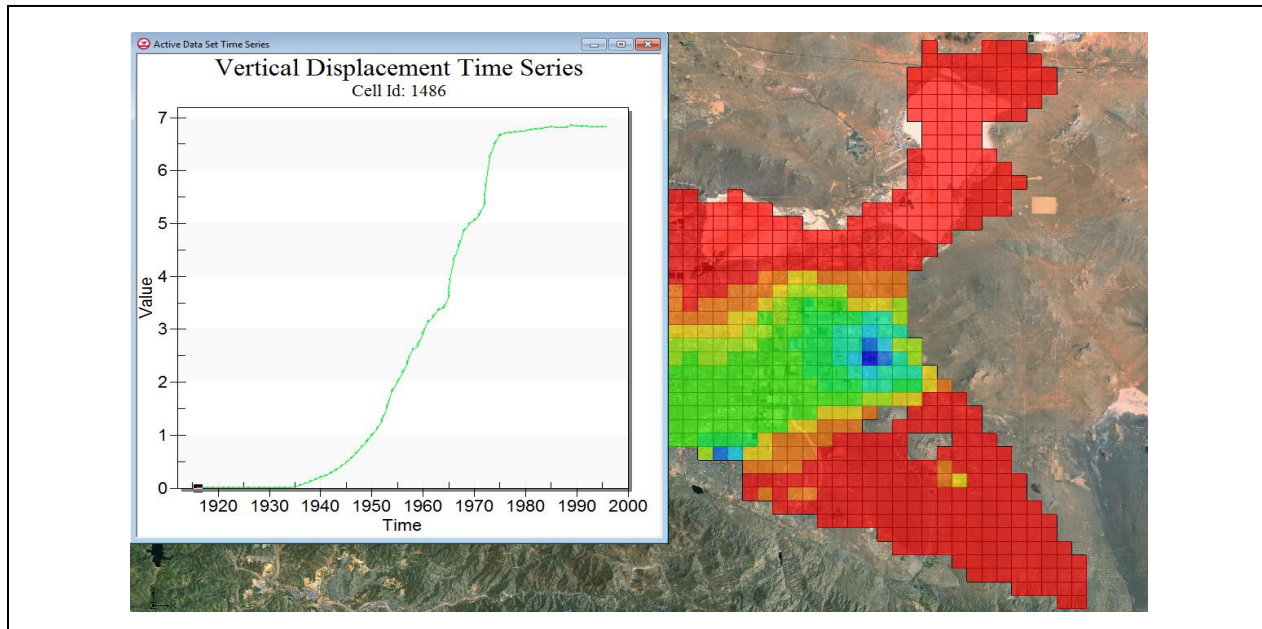 Active Data Set Time Series
Vertical Displacement Time Series
Cell Id: 1486
7
6
5
4
3
2
1
0
Value
1920 1930 1940 1950 1960 1970 1980 1990 2000
Time